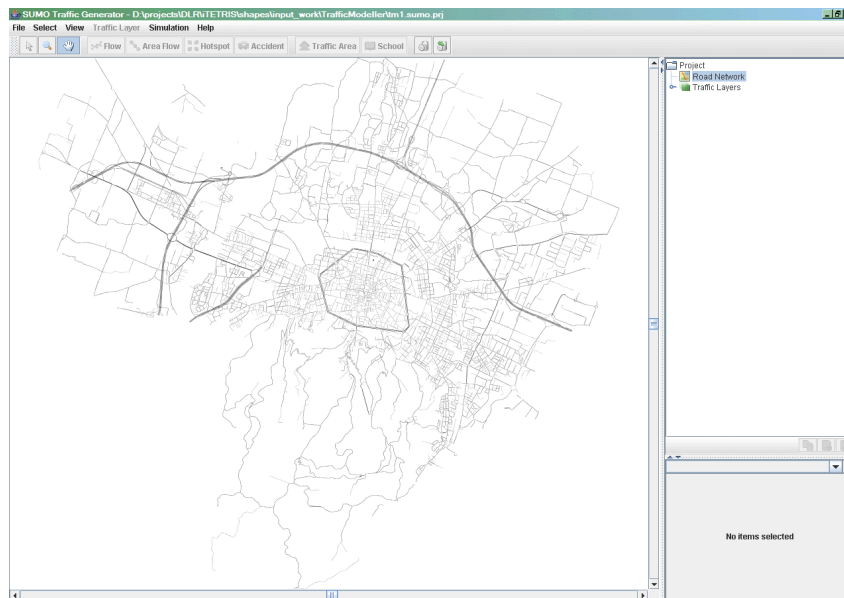 SUMO Traffic Generator - D:\projects\DLR\iTETRIS\shapes\input_work\TrafficModeller\tm1.sumo.prj
File Select View Traffic Layer Simulation Help
Flow Area Flow Hotspot Accident Traffic Area School
Project
Road Network
Traffic Layers
No items selected